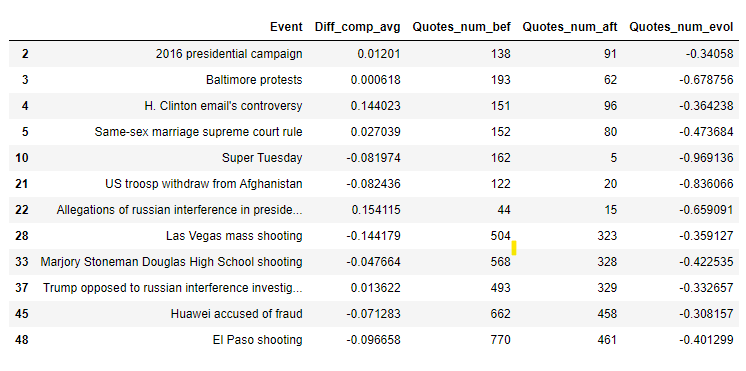 Event Diff_comp_avg Quotes_num_bef Quotes_num_aft Quotes_num_evol
2 2016 presidential campaign 0.01201 138 91 -0.34058
3 Baltimore protests 0.000618 193 62 -0.678756
4 H. Clinton email's controversy 0.144023 151 96 -0.364238
5 Same-sex marriage supreme court rule 0.027039 152 80 -0.473684
10 Super Tuesday -0.081974 162 5 -0.969136
21 US troosp withdraw from Afghanistan -0.082436 122 20 -0.836066
22 Allegations of russian interference in preside... 0.154115 44 15 -0.659091
28 Las Vegas mass shooting -0.144179 504 323 -0.359127
33 Marjory Stoneman Douglas High School shooting -0.047664 568 328 -0.422535
37 Trump opposed to russian interference investig... 0.013622 493 329 -0.332657
45 Huawei accused of fraud -0.071283 662 458 -0.308157
48 El Paso shooting -0.096658 770 461 -0.401299